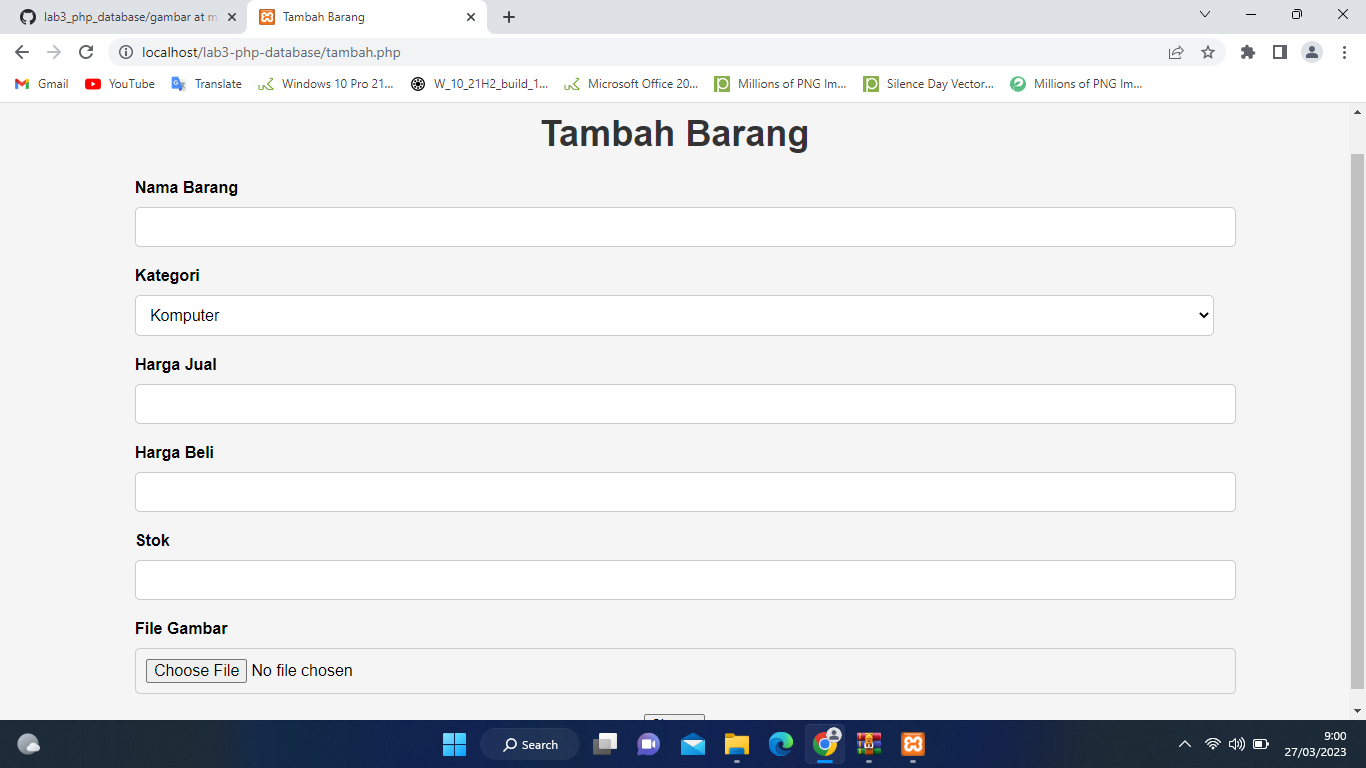 lab3_php_database/gambar at m
Tambah Barang
localhost/lab3-php-database/tambah.php
Gmail
YouTube
Translate
Windows 10 Pro 21...
W_10_21H2_build_1...
Microsoft Office 20...
Millions of PNG Im...
Silence Day Vector...
Millions of PNG Im...
Tambah Barang
Nama Barang
Kategori
Komputer
Harga Jual
Harga Beli
Stok
File Gambar
Choose File No file chosen
Search
9:00
27/03/2023